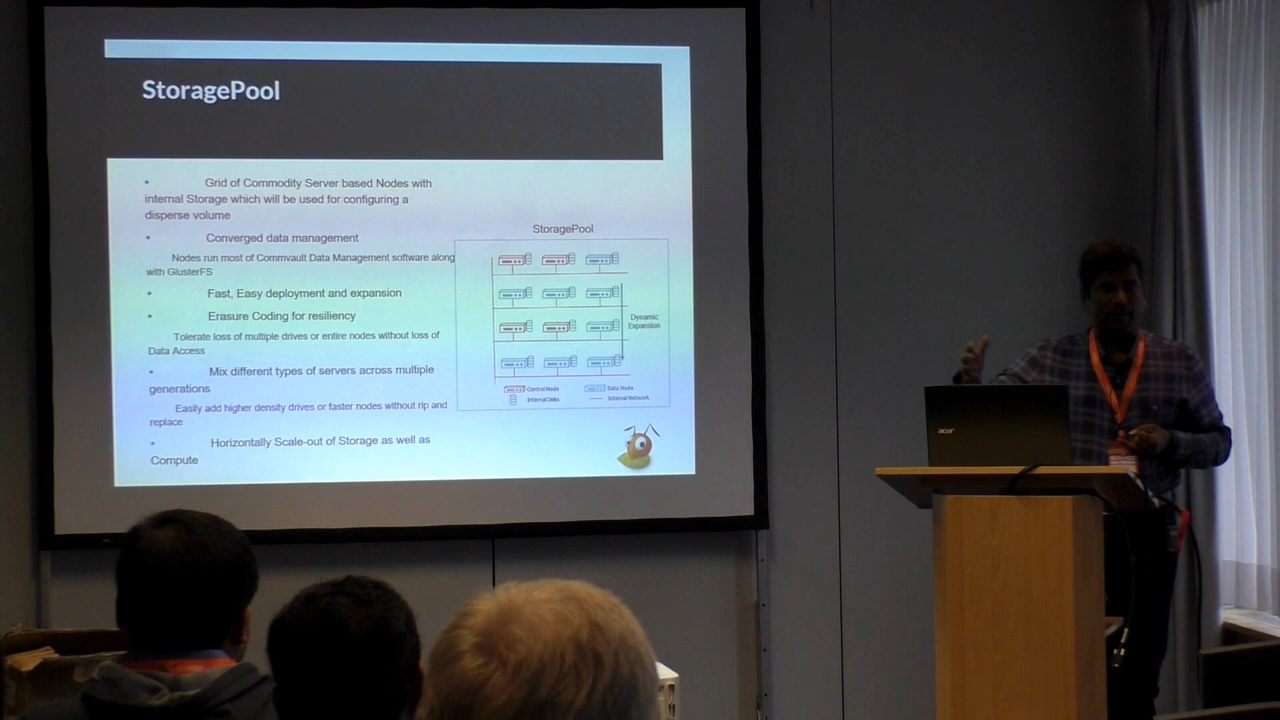 StoragePool
• Grid of Commodity Server based Nodes with
internal Storage which will be used for configuring a
disperse volume
• Converged data management
Nodes run most of Commvault Data Management software along
with GlusterFS
• Fast, Easy deployment and expansion
• Erasure Coding for resiliency
Tolerate loss of multiple drives or entire nodes without loss of
Data Access
• Mix different types of servers across multiple
generations
Easily add higher density drives or faster nodes without rip and
replace
• Horizontally Scale-out of Storage as well as
Compute
StoragePool
Dynamic
Expansion
Control Node
Data Node
Internal Disks
Internal Network
acer